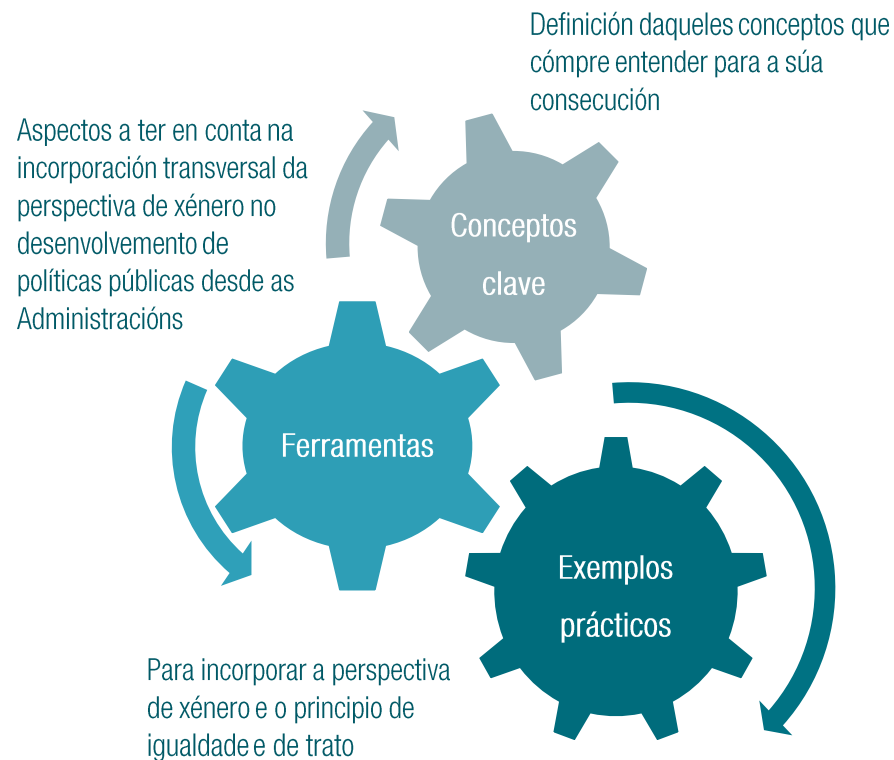 Definición daqueles conceptos que
cómpre entender para a súa
consecución
Aspectos a ter en conta na
incorporación transversal da
perspectiva de xénero no
desenvolvemento de
políticas públicas desde as
Administracións
Conceptos
clave
Ferramentas
Exemplos
prácticos
Para incorporar a perspectiva
de xénero e o principio de
igualdade e de trato